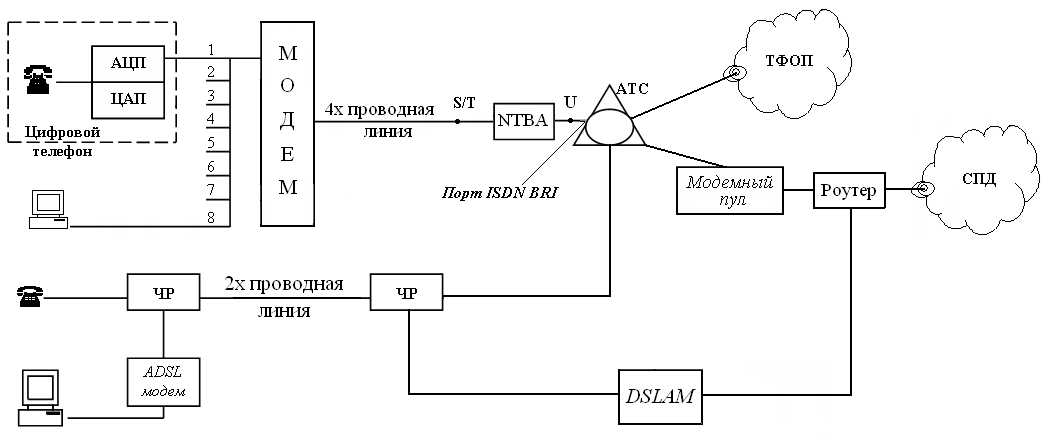 АЦП
ЦАП
Цифровой
телефон
1
2
3
4
5
6
7
8
М
О
Д
Е
М
4х проводная
линия
S/T
NTBA
U
АТС
Порт ISDN BRI
ТФОП
Модемный
пул
Роутер
СПД
ЧР
2х проводная
линия
ЧР
ADSL
модем
DSLAM